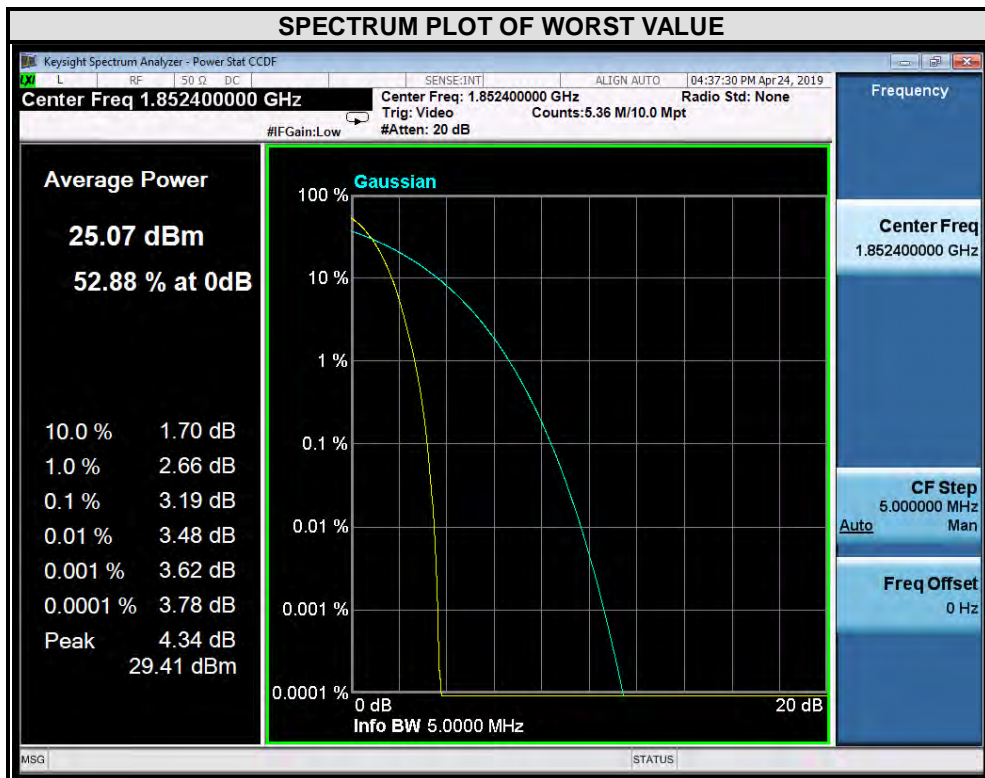 SPECTRUM PLOT OF WORST VALUE
Keysight Spectrum Analyzer - Power Stat CCDF
LXI L RF 50 Ω DC SENSE:INT ALIGN AUTO 04:37:30 PM Apr 24, 2019
Center Freq 1.852400000 GHz
Center Freq: 1.852400000 GHz Radio Std: None
Trig: Video Counts:5.36 M/10.0 Mpt
#IFGain:Low #Atten: 20 dB
Frequency
Average Power
25.07 dBm
52.88 % at 0dB
10.0 % 1.70 dB
1.0 % 2.66 dB
0.1 % 3.19 dB
0.01 % 3.48 dB
0.001 % 3.62 dB
0.0001 % 3.78 dB
Peak 4.34 dB
29.41 dBm
Gaussian
100 %
10 %
1 %
0.1 %
0.01 %
0.001 %
0.0001 %
0 dB 20 dB
Info BW 5.0000 MHz
Center Freq
1.852400000 GHz
CF Step
5.000000 MHz
Auto Man
Freq Offset
0 Hz
MSG STATUS